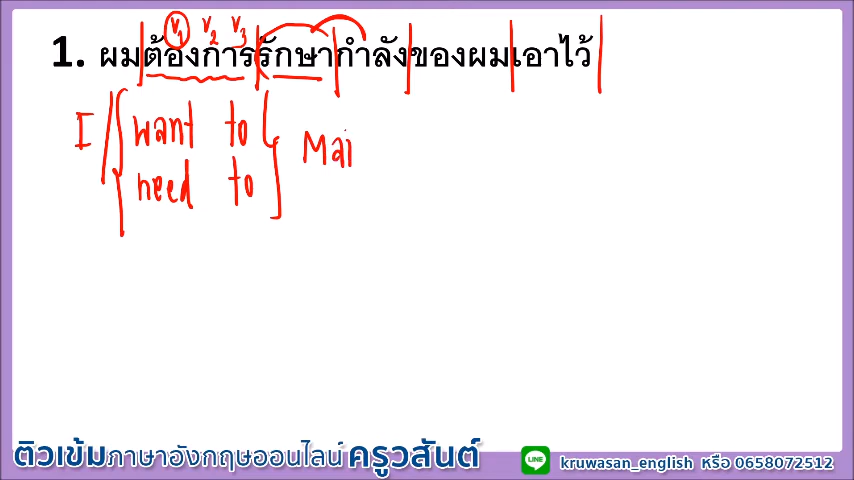 V1 V2 V3
1. ผมต้องการรักษากำลังของผมเอาไว้
I want to Mai
need to
ติวเข้มภาษาอังกฤษออนไลน์ ครูวสันต์
LINE kruwasan_english หรือ 0658072512